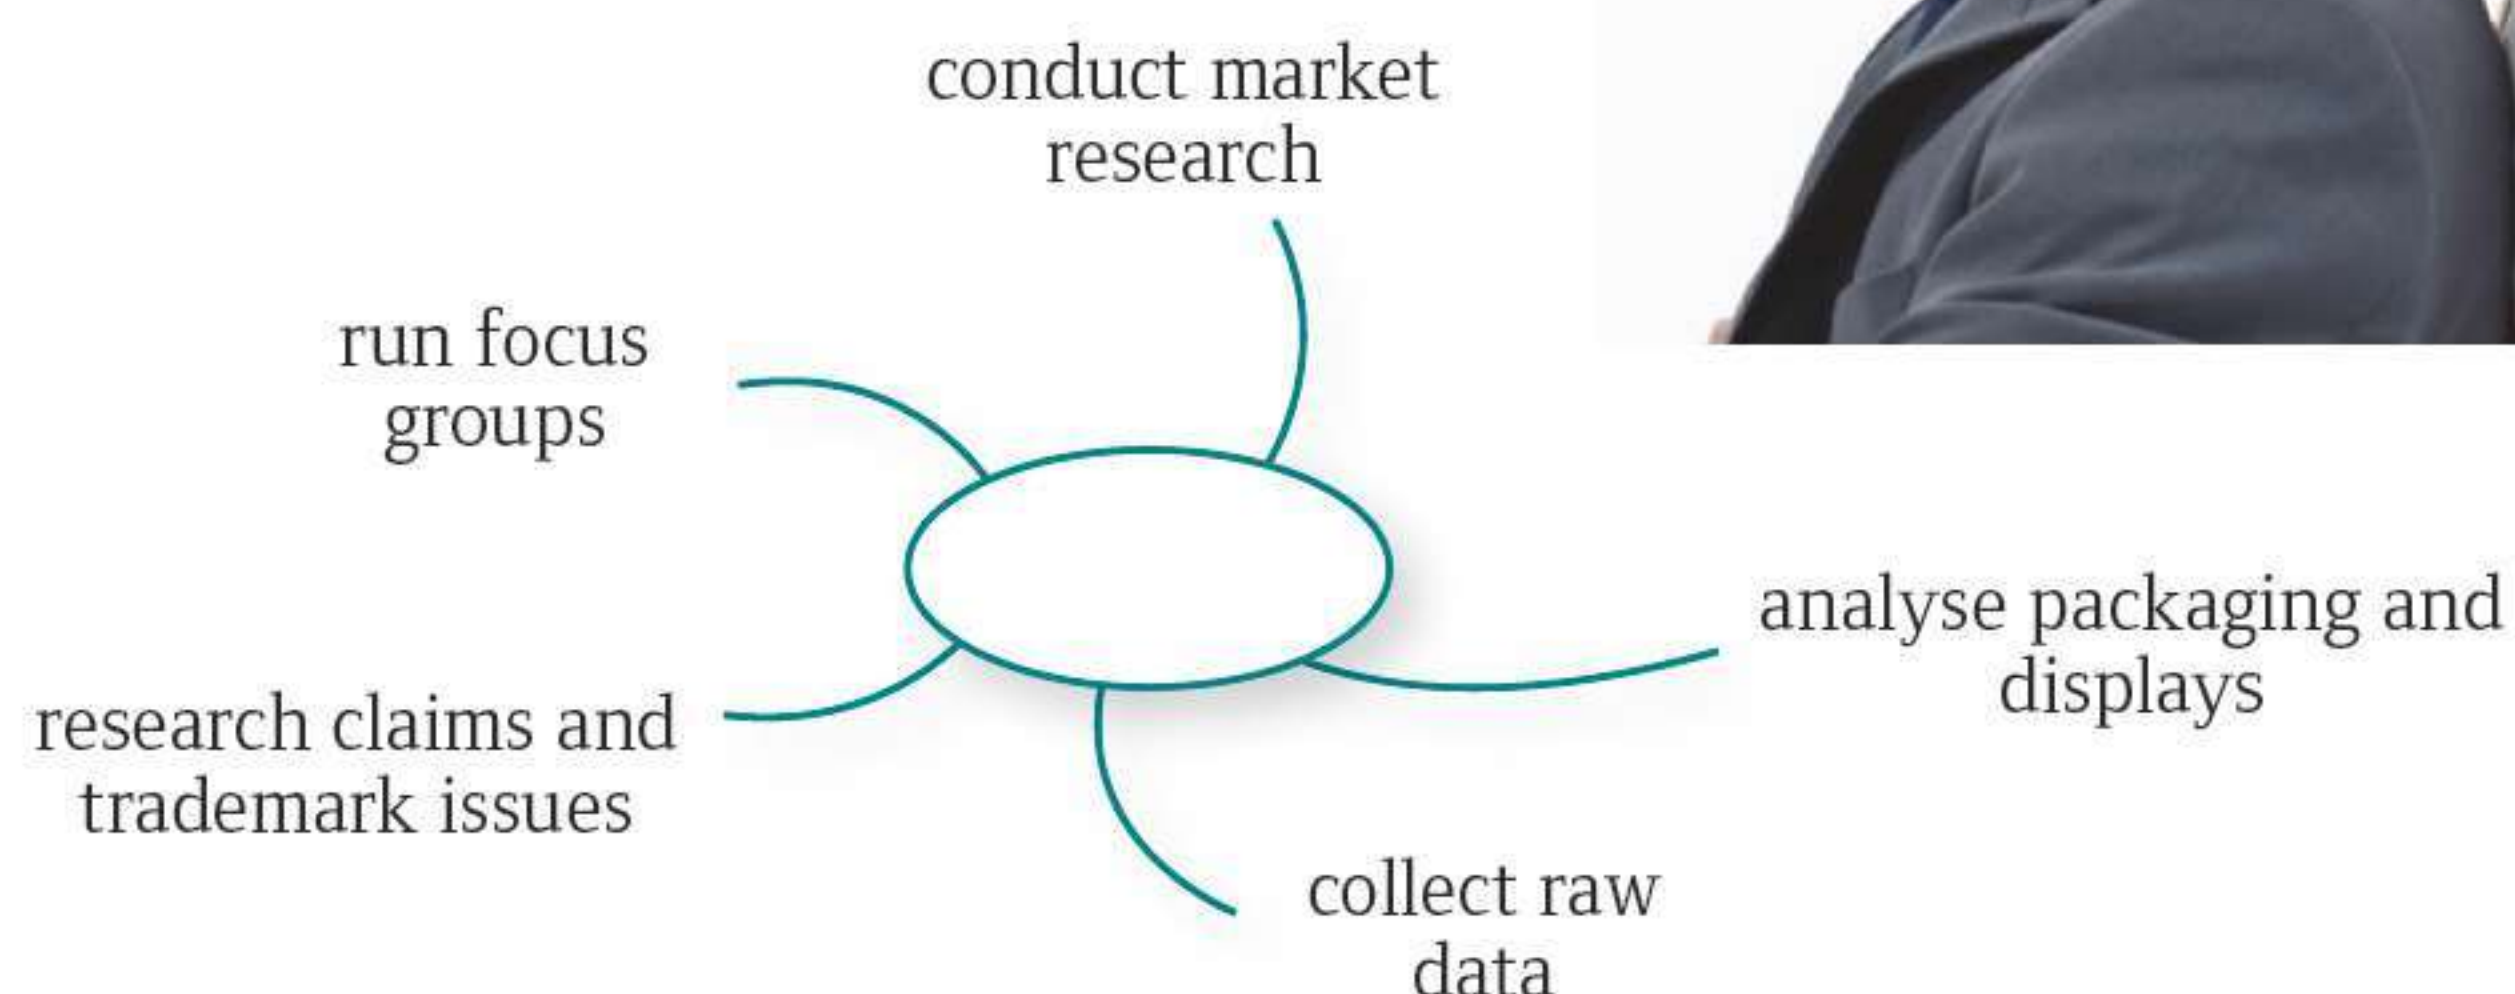 conduct market
research
run focus
groups
analyse packaging and
displays
research claims and
trademark issues
collect raw
data